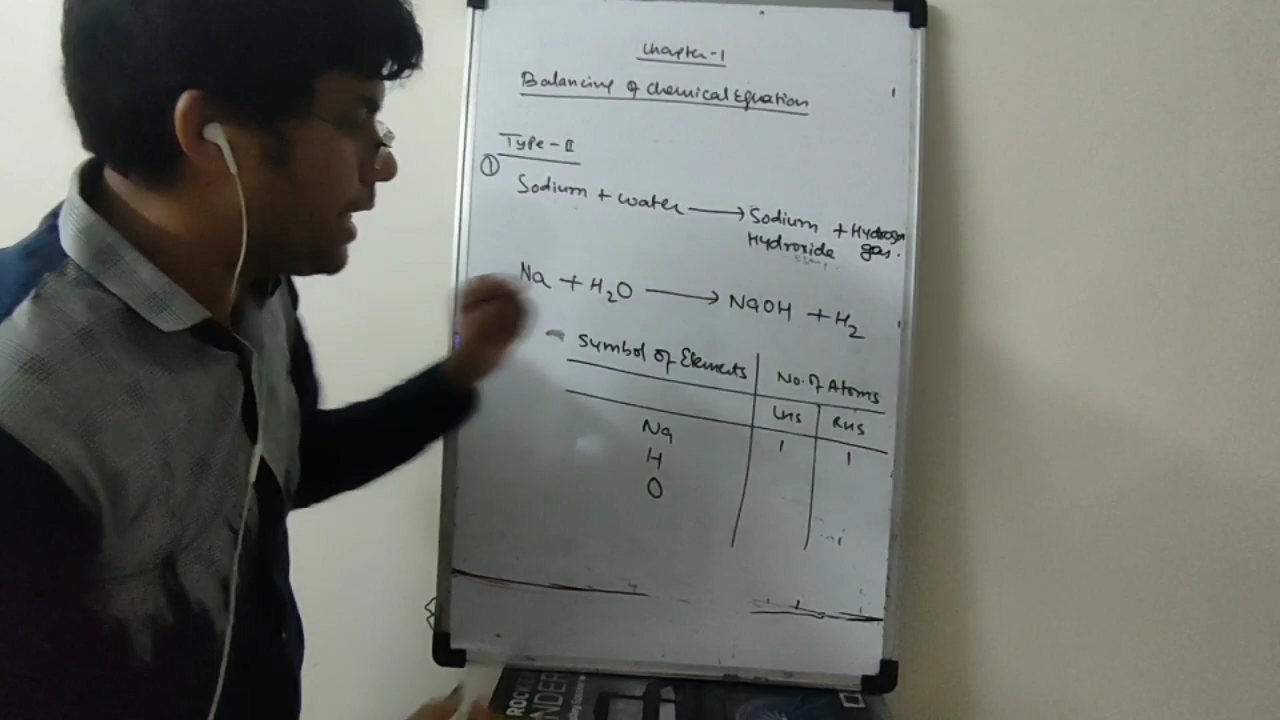 Chapter-1
Balancing of chemical Equation
Type-II
① Sodium + water → Sodium Hydroxide + Hydrogen gas.
Na + H₂O → NaOH + H₂
Symbol of Elements No. of Atoms
LHS RHS
Na 1 1
H
O
ROCK